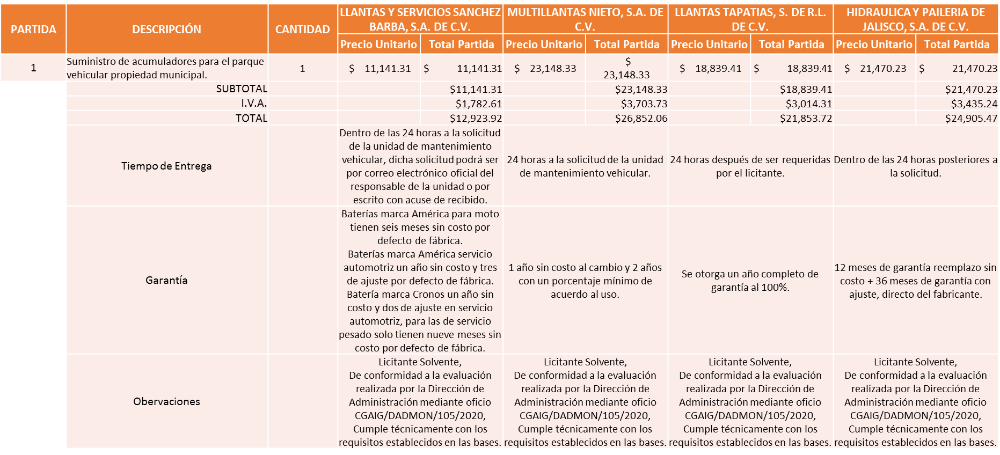 PARTIDA
DESCRIPCIÓN
CANTIDAD
LLANTAS Y SERVICIOS SANCHEZ
BARBA, S.A. DE C.V.
MULTILLANTAS NIETO, S.A. DE
C.V.
LLANTAS TAPATIAS, S. DE R.L.
DE C.V.
HIDRAULICA Y PAILERIA DE
JALISCO, S.A. DE C.V.
Precio Unitario Total Partida Precio Unitario Total Partida Precio Unitario Total Partida Precio Unitario Total Partida
1
Suministro de acumuladores para el parque
vehicular propiedad municipal.
1
$ 11,141.31
$ 11,141.31
$ 23,148.33
$
23,148.33
$ 18,839.41
$ 18,839.41
$ 21,470.23
$ 21,470.23
SUBTOTAL $11,141.31 $23,148.33 $18,839.41 $21,470.23
I.V.A. $1,782.61 $3,703.73 $3,014.31 $3,435.24
TOTAL $12,923.92 $26,852.06 $21,853.72 $24,905.47
Tiempo de Entrega
Dentro de las 24 horas a la solicitud
de la unidad de mantenimiento
vehicular, dicha solicitud podrá ser
por correo electrónico oficial del
responsable de la unidad o por
escrito con acuse de recibido.
24 horas a la solicitud de la unidad
de mantenimiento vehicular.
24 horas después de ser requeridas
por el licitante.
Dentro de las 24 horas posteriores a
la solicitud.
Garantía
Baterías marca América para moto
tienen seis meses sin costo por
defecto de fábrica.
Baterías marca América servicio
automotriz un año sin costo y tres
de ajuste por defecto de fábrica.
Batería marca Cronos un año sin
costo y dos de ajuste en servicio
automotriz, para las de servicio
pesado solo tienen nueve meses sin
costo por defecto de fábrica.
1 año sin costo al cambio y 2 años
con un porcentaje mínimo de
acuerdo al uso.
Se otorga un año completo de
garantía al 100%.
12 meses de garantía reemplazo sin
costo + 36 meses de garantía con
ajuste, directo del fabricante.
Obervaciones
Licitante Solvente,
De conformidad a la evaluación
realizada por la Dirección de
Administración mediante oficio
CGAIG/DADMON/105/2020,
Cumple técnicamente con los
requisitos establecidos en las bases.
Licitante Solvente,
De conformidad a la evaluación
realizada por la Dirección de
Administración mediante oficio
CGAIG/DADMON/105/2020,
Cumple técnicamente con los
requisitos establecidos en las bases.
Licitante Solvente,
De conformidad a la evaluación
realizada por la Dirección de
Administración mediante oficio
CGAIG/DADMON/105/2020,
Cumple técnicamente con los
requisitos establecidos en las bases.
Licitante Solvente,
De conformidad a la evaluación
realizada por la Dirección de
Administración mediante oficio
CGAIG/DADMON/105/2020,
Cumple técnicamente con los
requisitos establecidos en las bases.